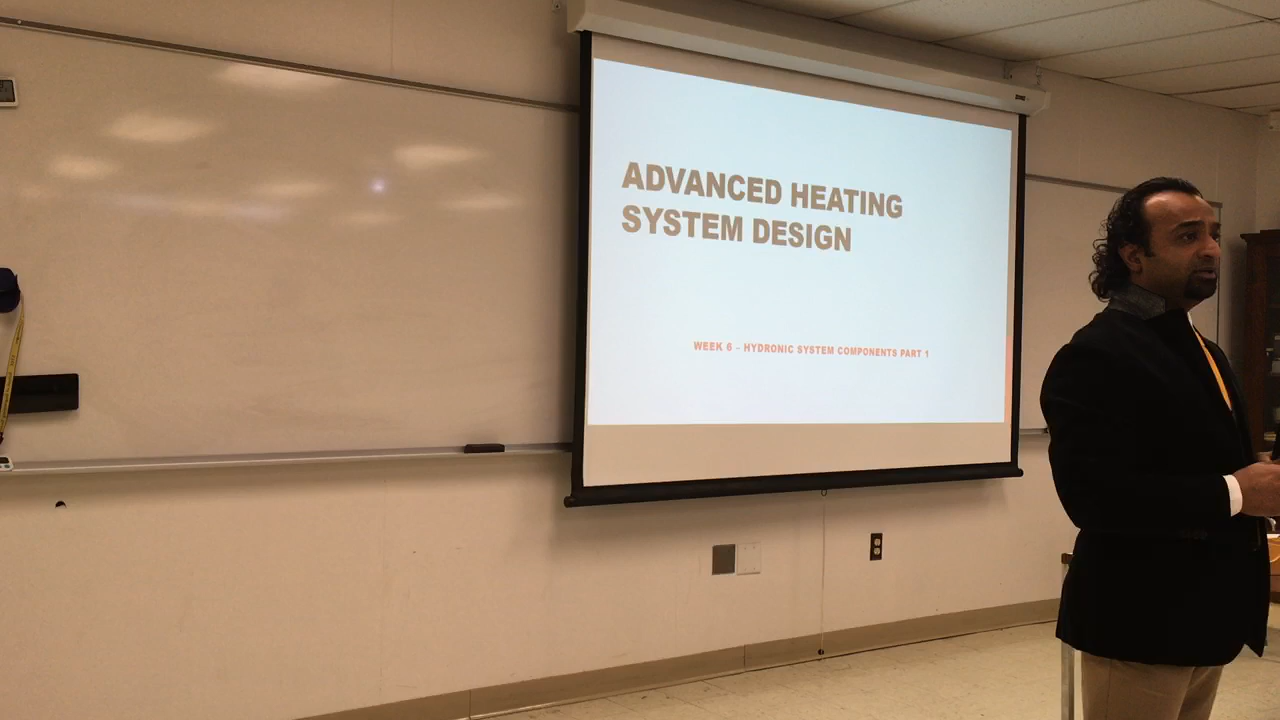 ADVANCED HEATING
SYSTEM DESIGN
WEEK 6 – HYDRONIC SYSTEM COMPONENTS PART 1